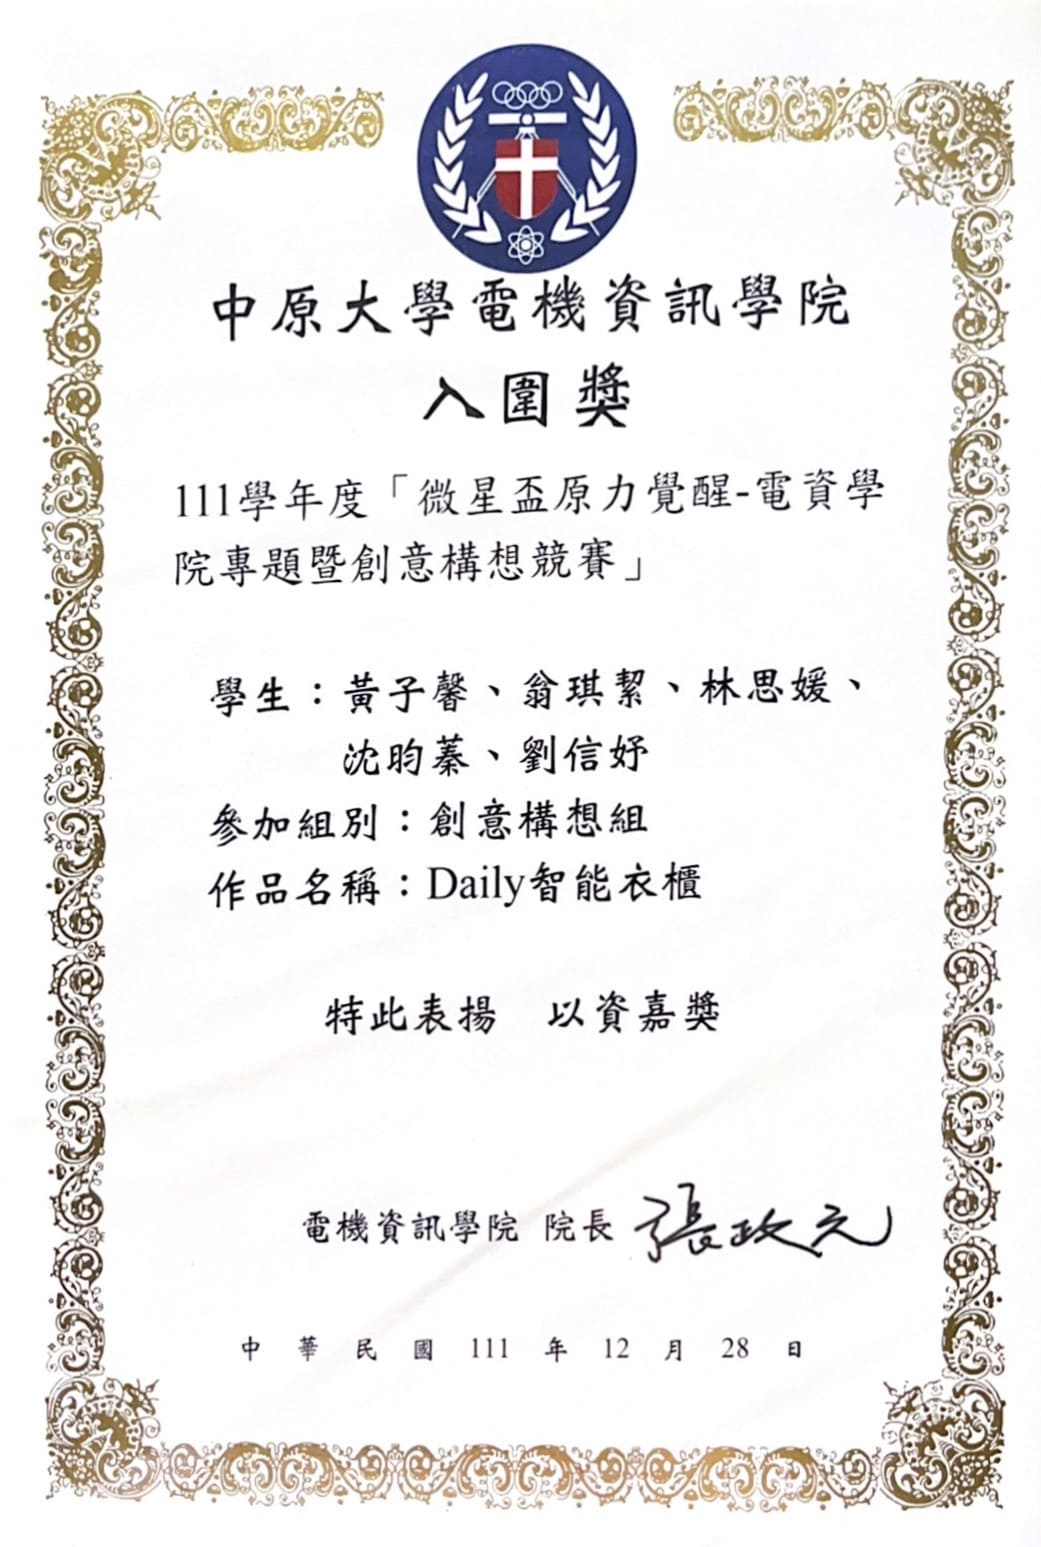 中原大學電機資訊學院
入圍獎
111學年度「微星盃原力覺醒-電資學
院專題暨創意構想競賽」
學生：黃子馨、翁琪絜、林思媛、
沈昀蓁、劉信妤
參加組別：創意構想組
作品名稱：Daily智能衣櫃
特此表揚　以資嘉獎
電機資訊學院 院長 張政元
中 華 民 國 111 年 12 月 28 日